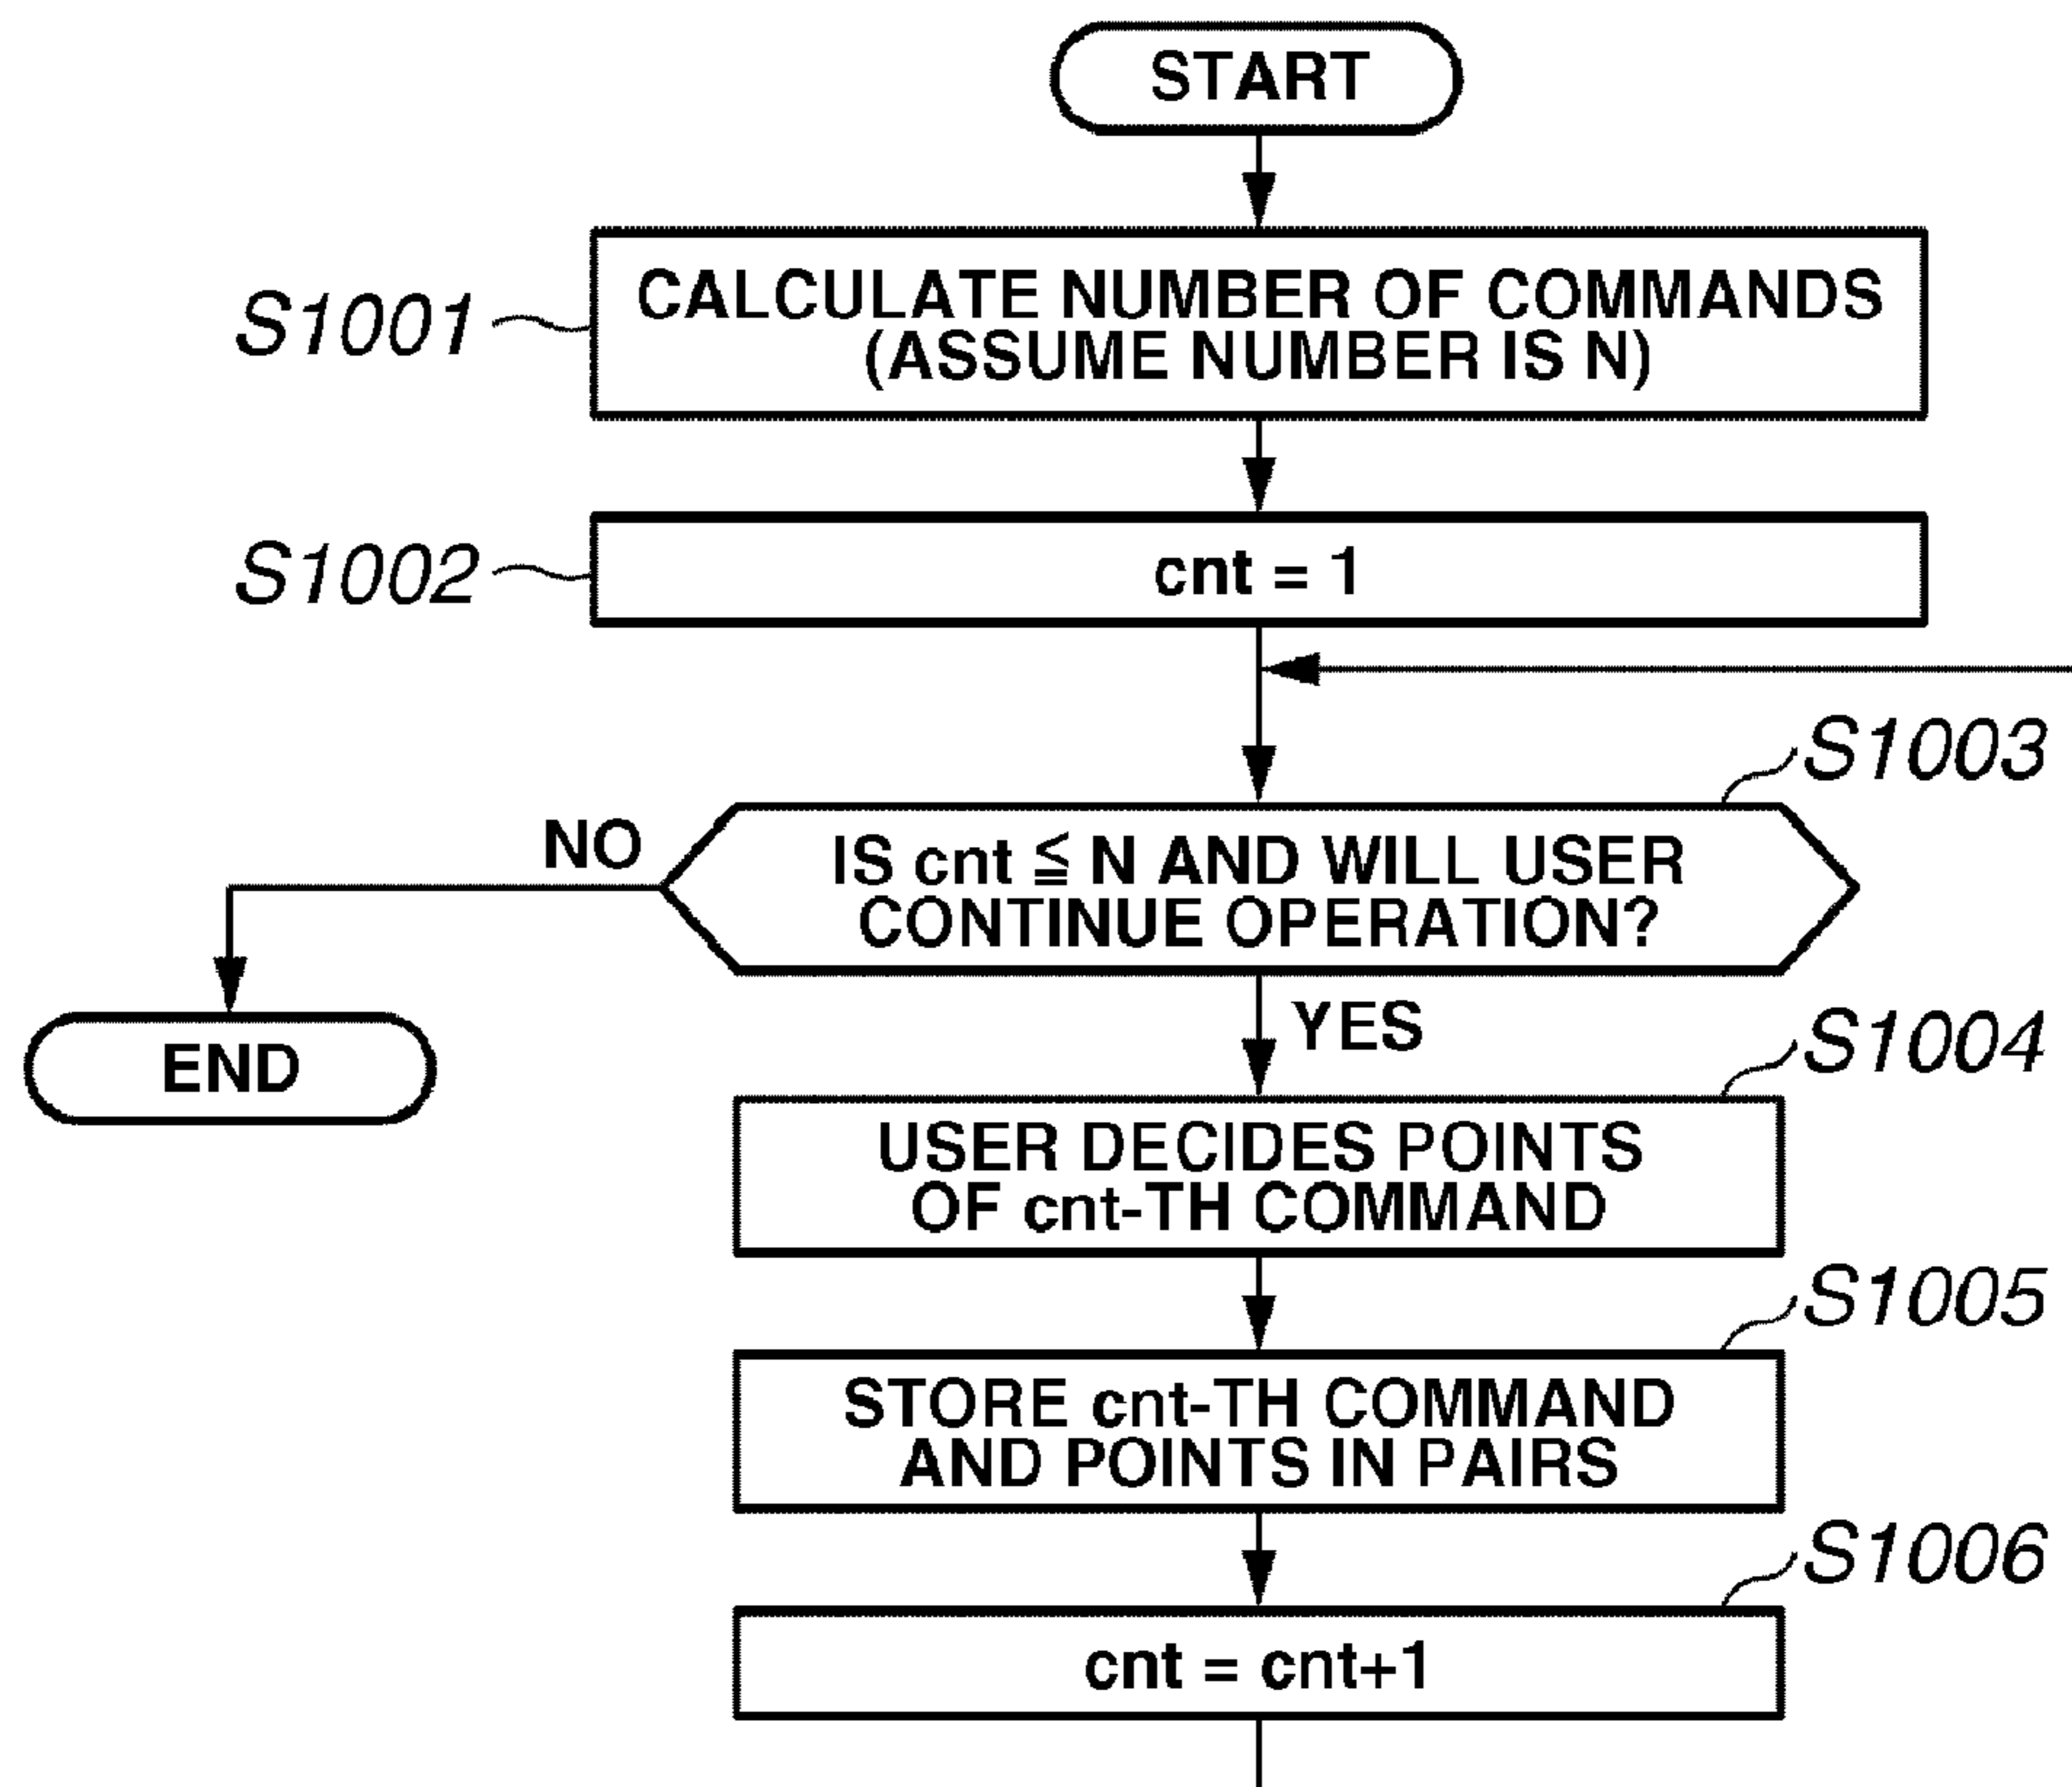 START
S1001
CALCULATE NUMBER OF COMMANDS
(ASSUME NUMBER IS N)
S1002
cnt = 1
S1003
NO
IS cnt ≦ N AND WILL USER
CONTINUE OPERATION?
YES
END
S1004
USER DECIDES POINTS
OF cnt-TH COMMAND
S1005
STORE cnt-TH COMMAND
AND POINTS IN PAIRS
S1006
cnt = cnt+1